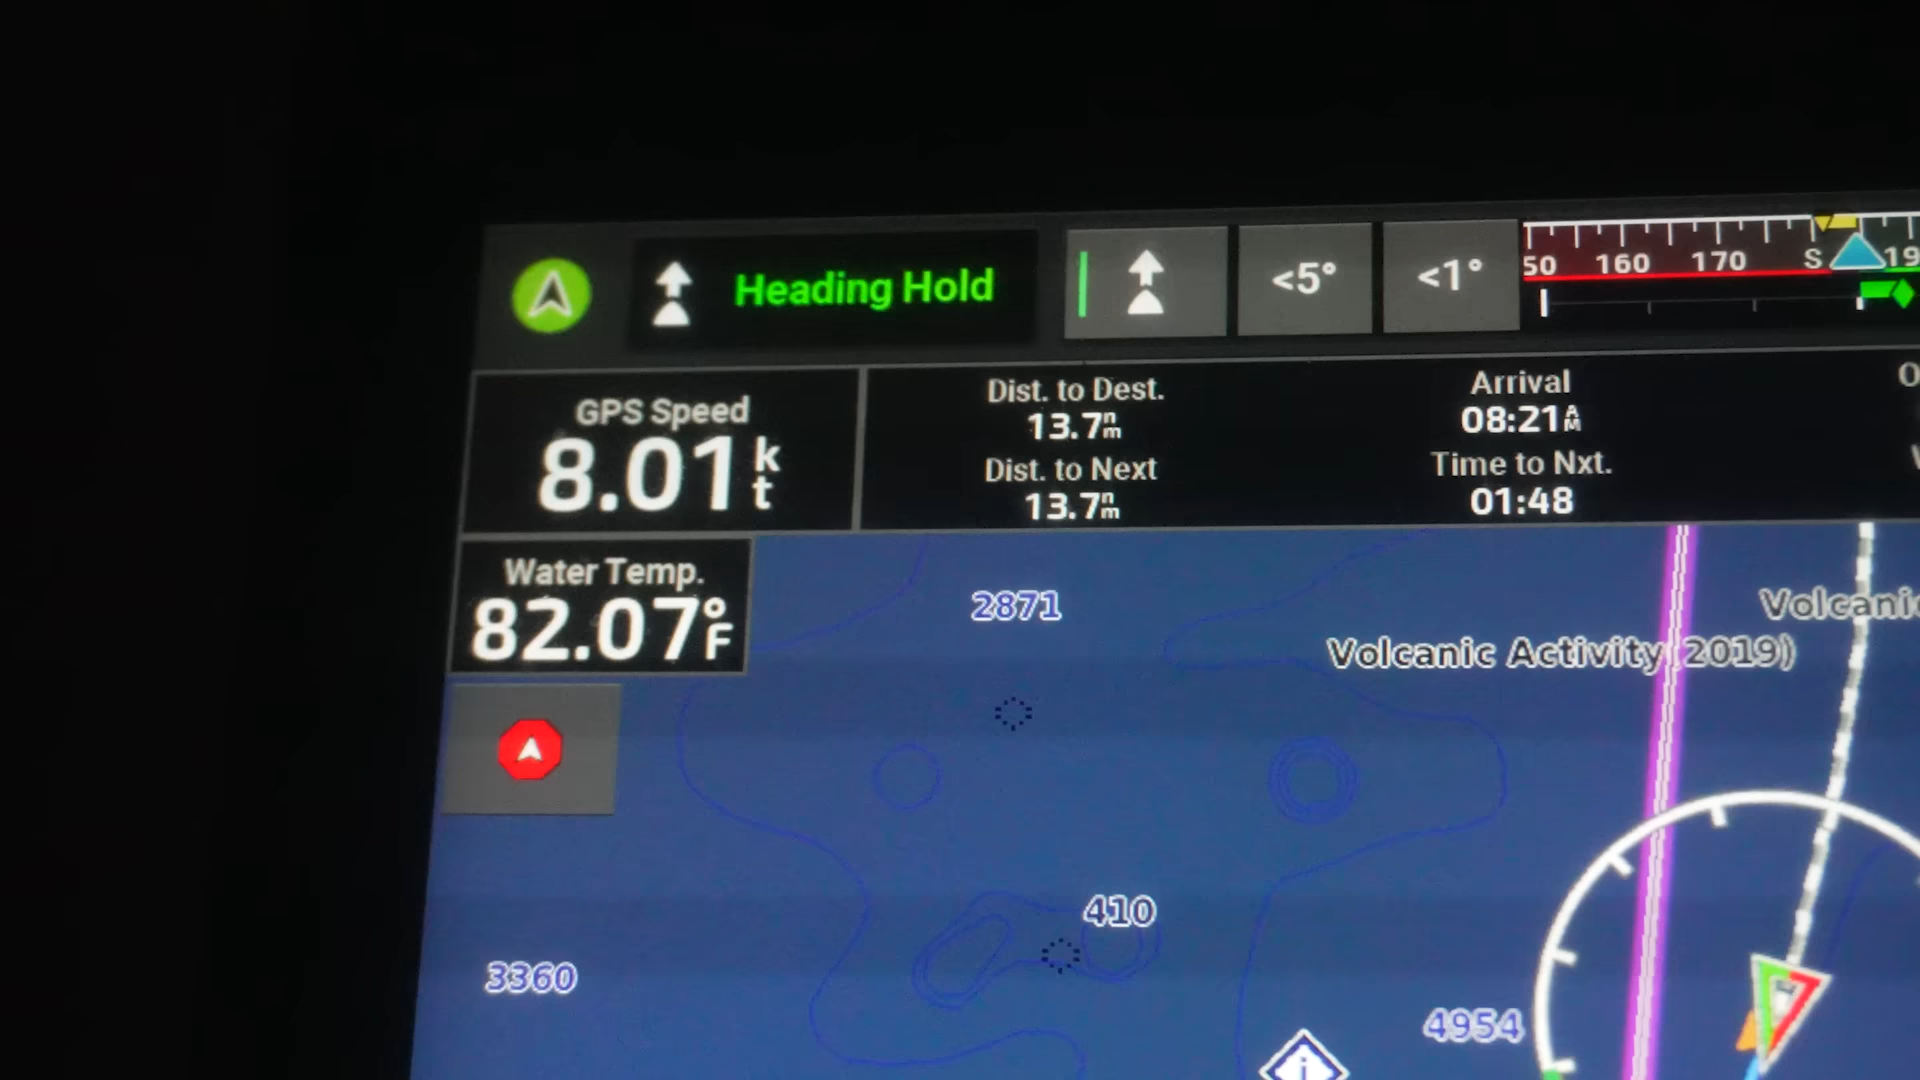 Heading Hold
<5°
<1°
50 160 170 S 19
GPS Speed
8.01 kt
Dist. to Dest.
13.7 nm
Dist. to Next
13.7 nm
Arrival
08:21 AM
Time to Nxt.
01:48
Water Temp.
82.07°F
2871
Volcanic
Volcanic Activity (2019)
410
3360
4954
i